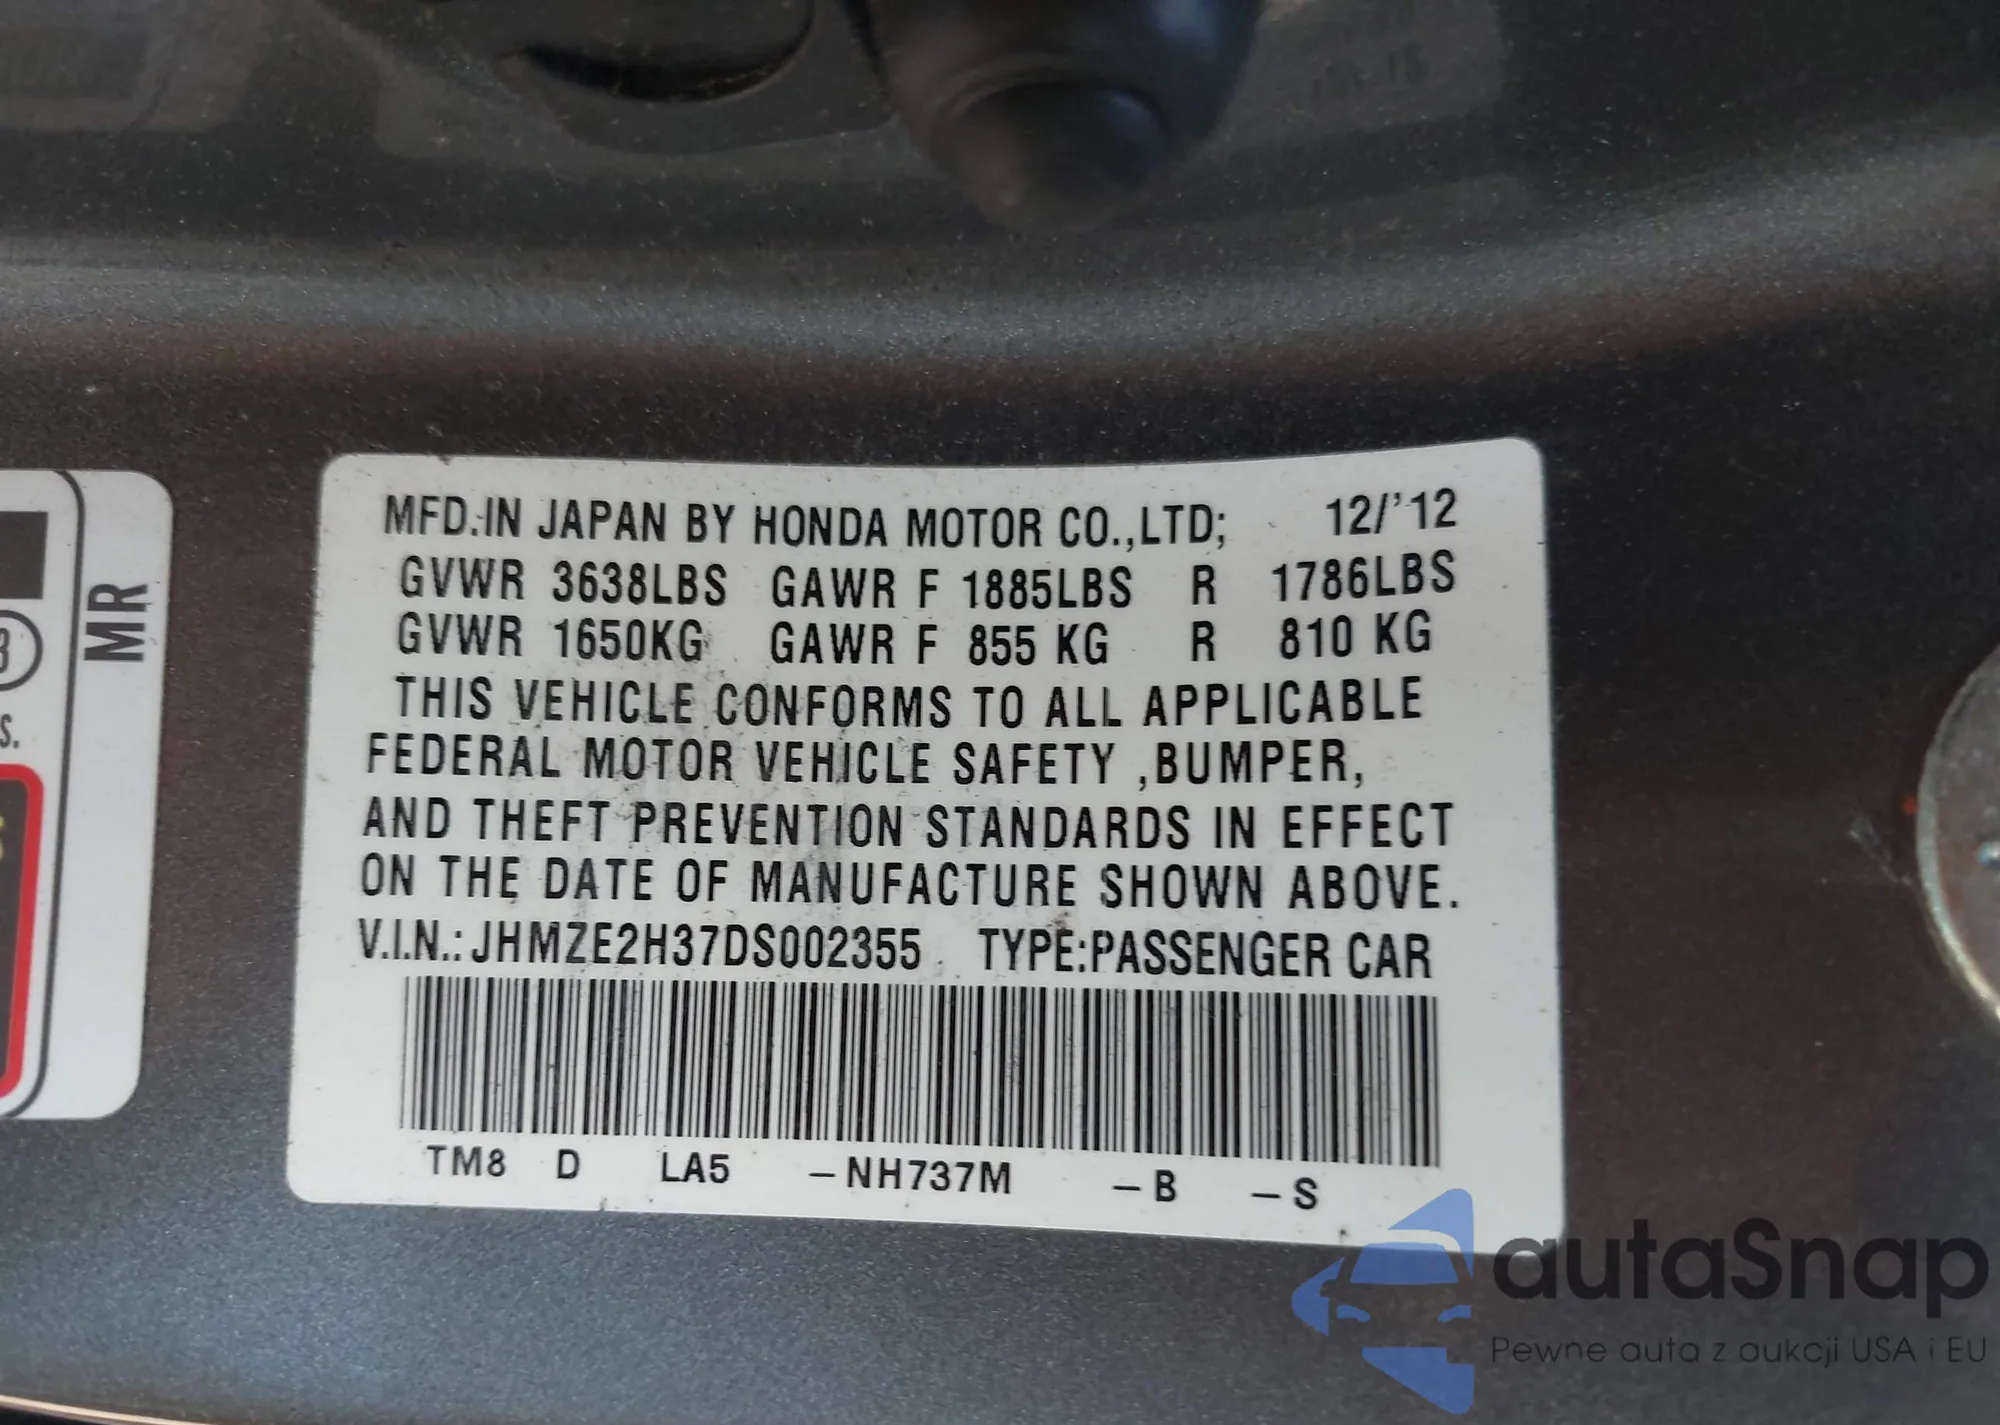 MFD.IN JAPAN BY HONDA MOTOR CO.,LTD; 12/'12
GVWR 3638LBS GAWR F 1885LBS R 1786LBS
GVWR 1650KG GAWR F 855 KG R 810 KG
THIS VEHICLE CONFORMS TO ALL APPLICABLE
FEDERAL MOTOR VEHICLE SAFETY ,BUMPER,
AND THEFT PREVENTION STANDARDS IN EFFECT
ON THE DATE OF MANUFACTURE SHOWN ABOVE.
V.I.N.: JHMZE2H37DS002355 TYPE:PASSENGER CAR
TM8 D LA5 –NH737M –B –S
MR
S.
autaSnap
Pewne auta z aukcji USA i EU